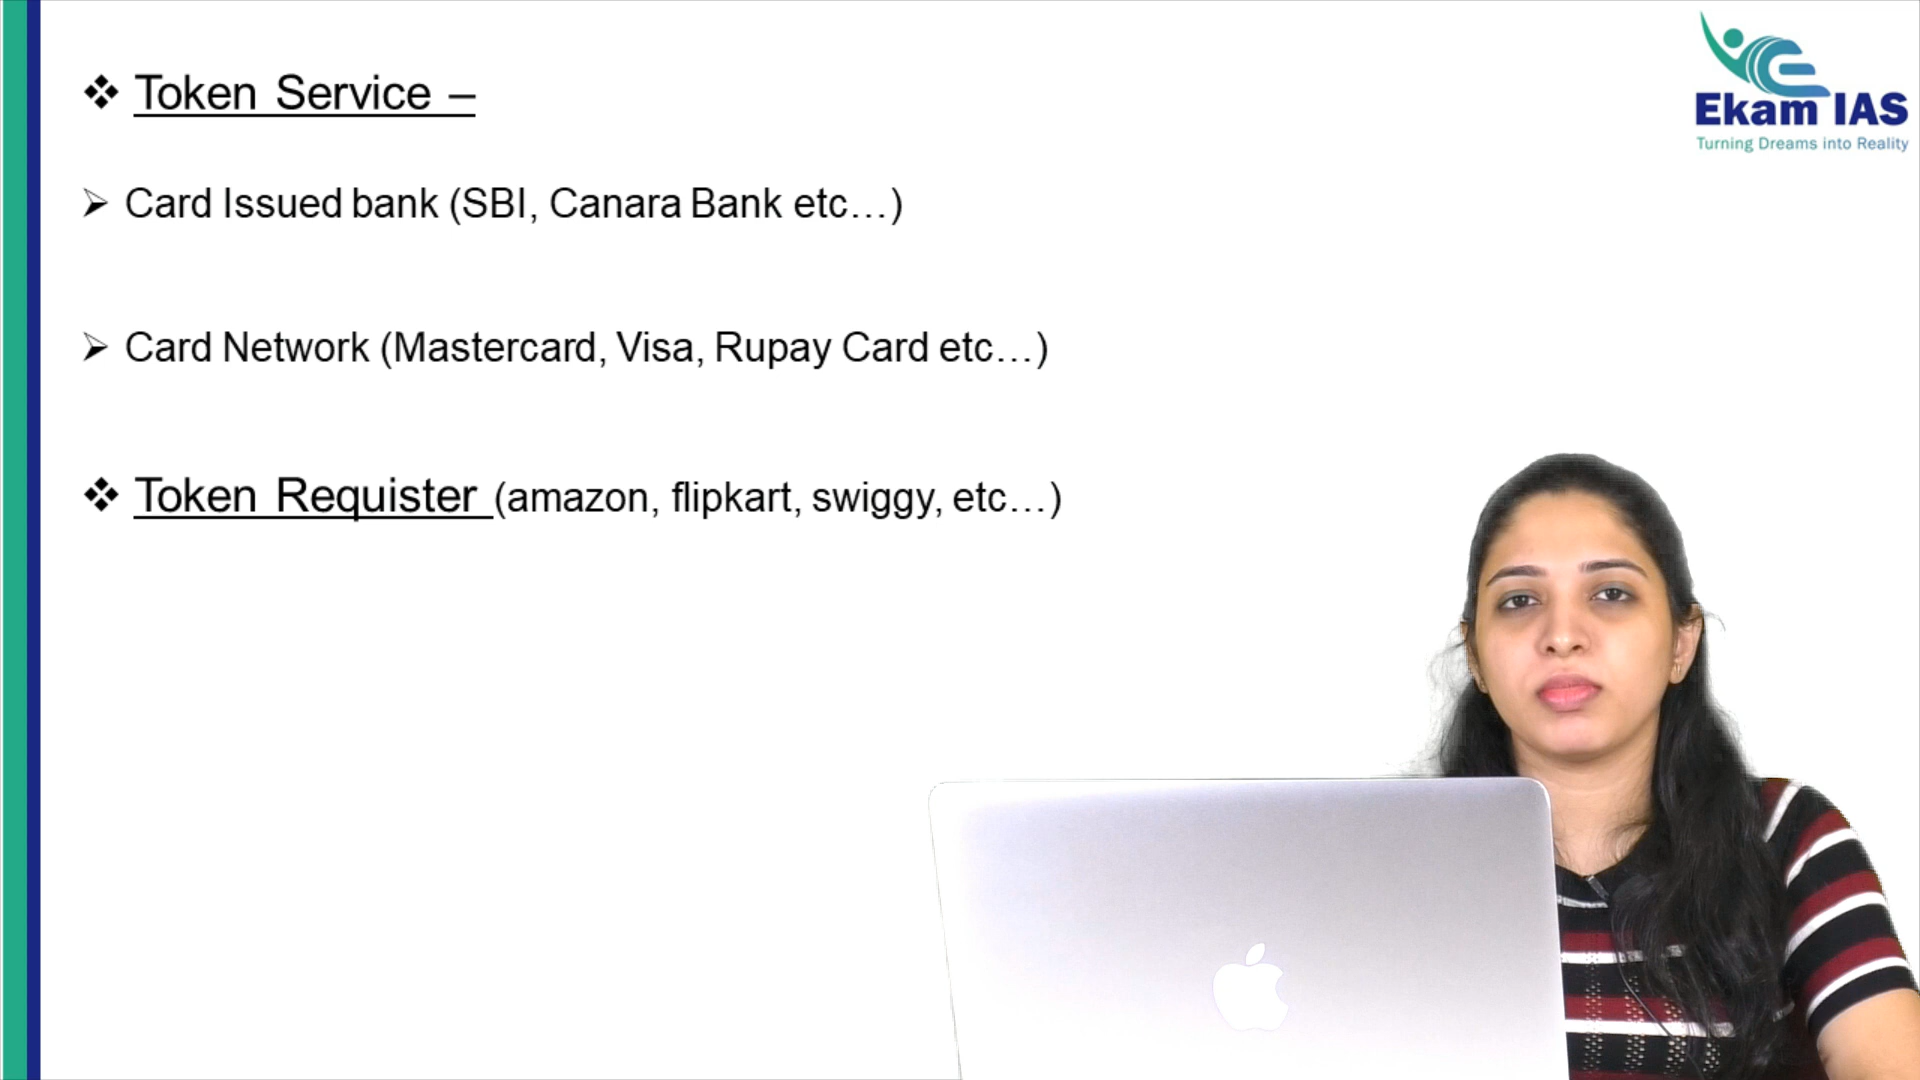 ❖ Token Service –
Ekam IAS
Turning Dreams into Reality
➢ Card Issued bank (SBI, Canara Bank etc…)
➢ Card Network (Mastercard, Visa, Rupay Card etc…)
❖ Token Requister (amazon, flipkart, swiggy, etc…)